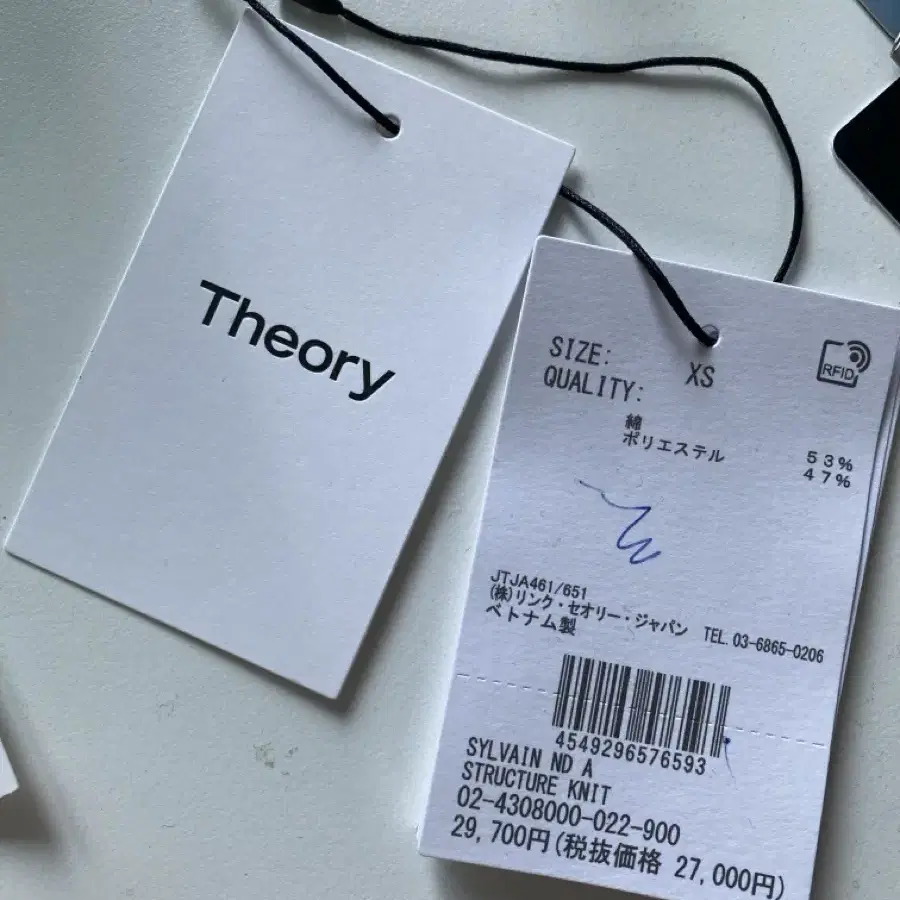 Theory
SIZE: XS
QUALITY:
綿 53%
ポリエステル 47%
RFID
JTJA461/651
(株)リンク・セオリー・ジャパン TEL.03-6865-0206
ベトナム製
4549296576593
SYLVAIN ND A
STRUCTURE KNIT
02-4308000-022-900
29,700円(税抜価格 27,000円)